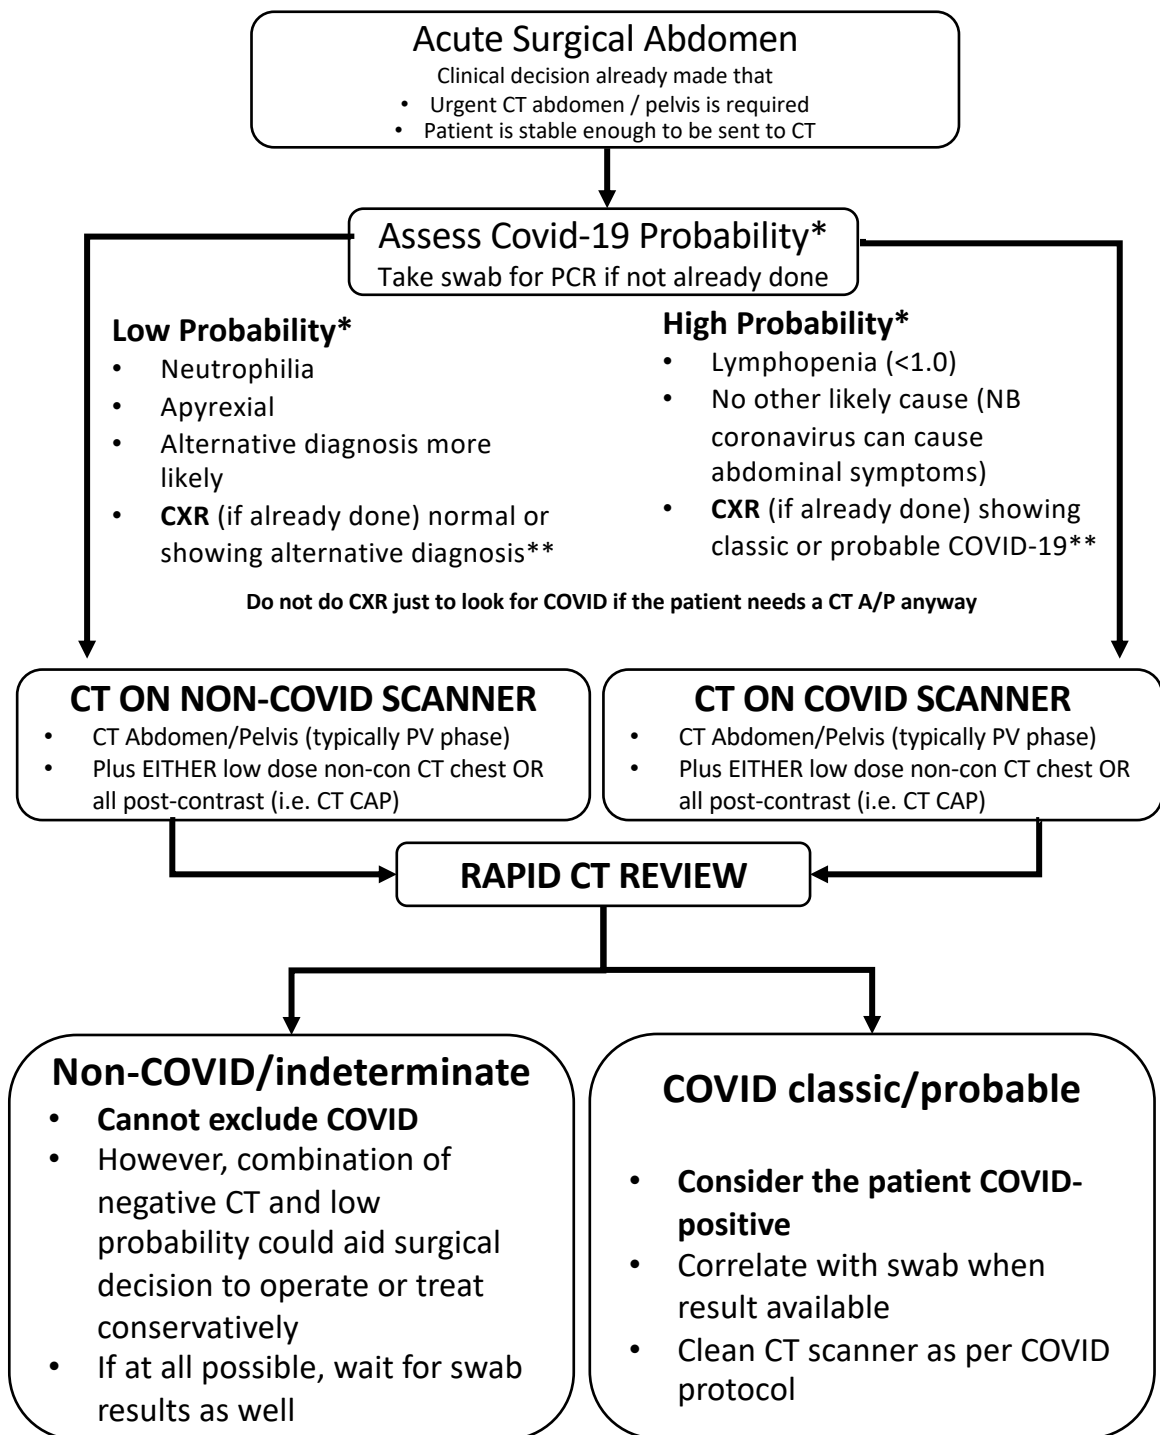 Acute Surgical Abdomen
Clinical decision already made that
• Urgent CT abdomen / pelvis is required
• Patient is stable enough to be sent to CT
Assess Covid-19 Probability*
Take swab for PCR if not already done
Low Probability*
• Neutrophilia
• Apyrexial
• Alternative diagnosis more
likely
• CXR (if already done) normal or
showing alternative diagnosis**
High Probability*
• Lymphopenia (<1.0)
• No other likely cause (NB
coronavirus can cause
abdominal symptoms)
• CXR (if already done) showing
classic or probable COVID-19**
Do not do CXR just to look for COVID if the patient needs a CT A/P anyway
CT ON NON-COVID SCANNER
• CT Abdomen/Pelvis (typically PV phase)
• Plus EITHER low dose non-con CT chest OR
all post-contrast (i.e. CT CAP)
CT ON COVID SCANNER
• CT Abdomen/Pelvis (typically PV phase)
• Plus EITHER low dose non-con CT chest OR
all post-contrast (i.e. CT CAP)
RAPID CT REVIEW
Non-COVID/indeterminate
• Cannot exclude COVID
• However, combination of
negative CT and low
probability could aid surgical
decision to operate or treat
conservatively
• If at all possible, wait for swab
results as well
COVID classic/probable
• Consider the patient COVID-
positive
• Correlate with swab when
result available
• Clean CT scanner as per COVID
protocol